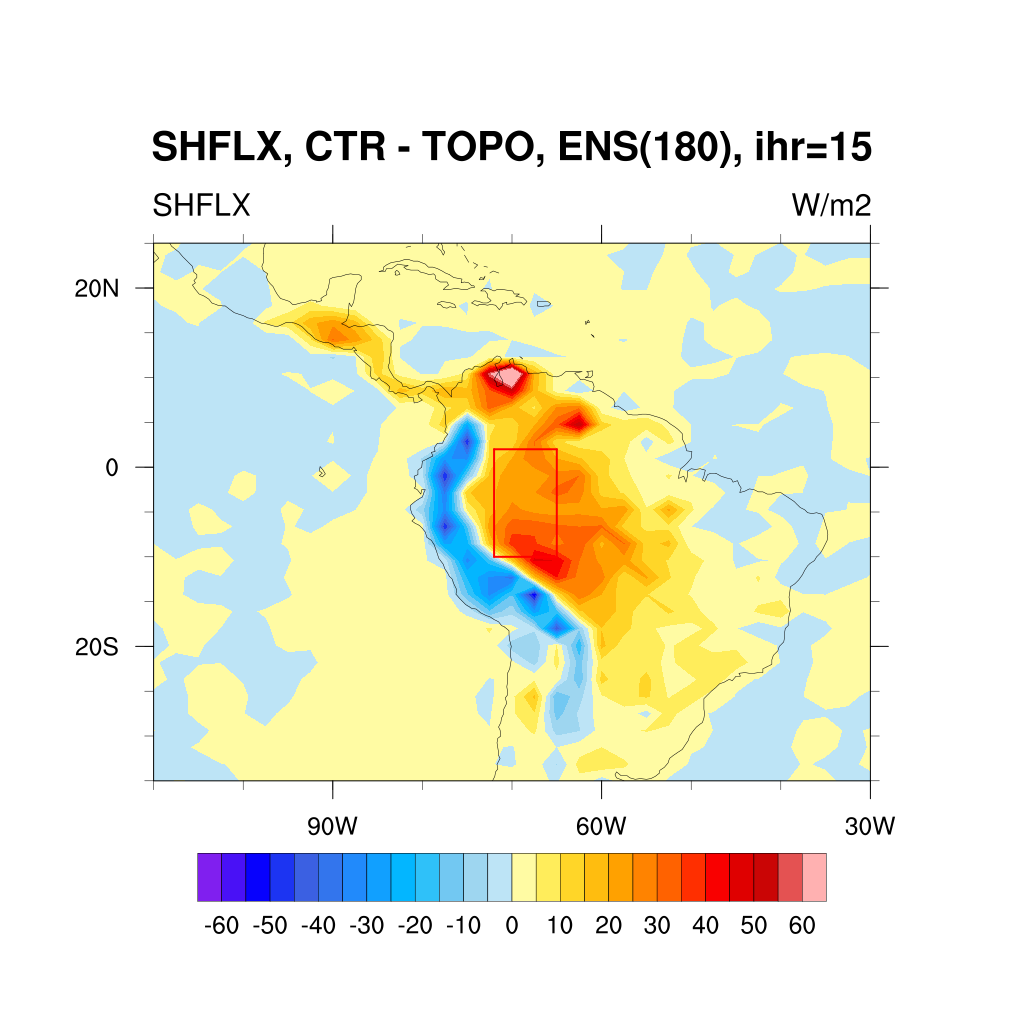 SHFLX, CTR - TOPO, ENS(180), ihr=15
SHFLX W/m2
20N
0
20S
90W 60W 30W
-60 -50 -40 -30 -20 -10 0 10 20 30 40 50 60